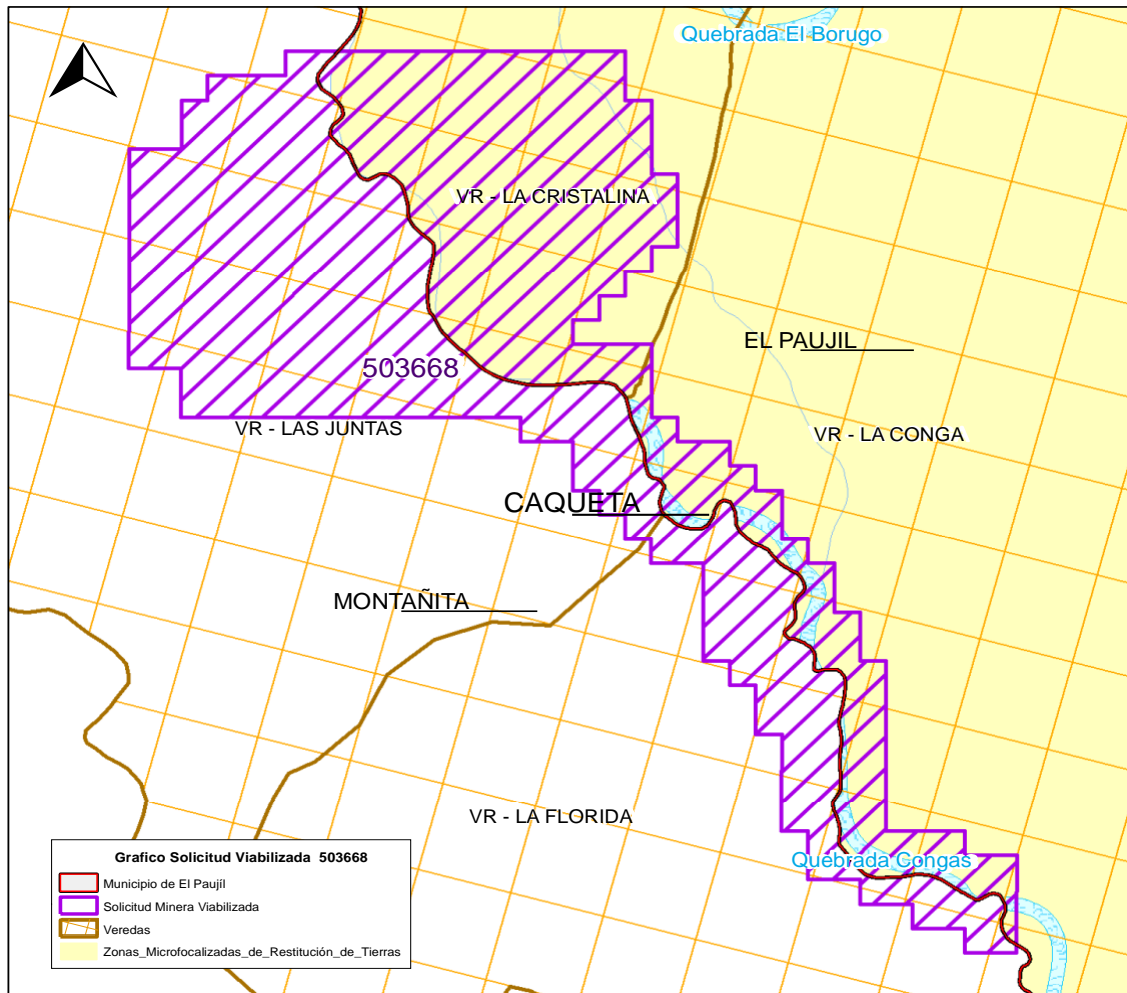 Quebrada El Borugo
VR - LA CRISTALINA
EL PAUJIL
503668
VR - LAS JUNTAS
VR - LA CONGA
CAQUETA
MONTAÑITA
VR - LA FLORIDA
Quebrada Congas
Grafico Solicitud Viabilizada 503668
Municipio de El Paujíl
Solicitud Minera Viabilizada
Veredas
Zonas_Microfocalizadas_de_Restitución_de_Tierras